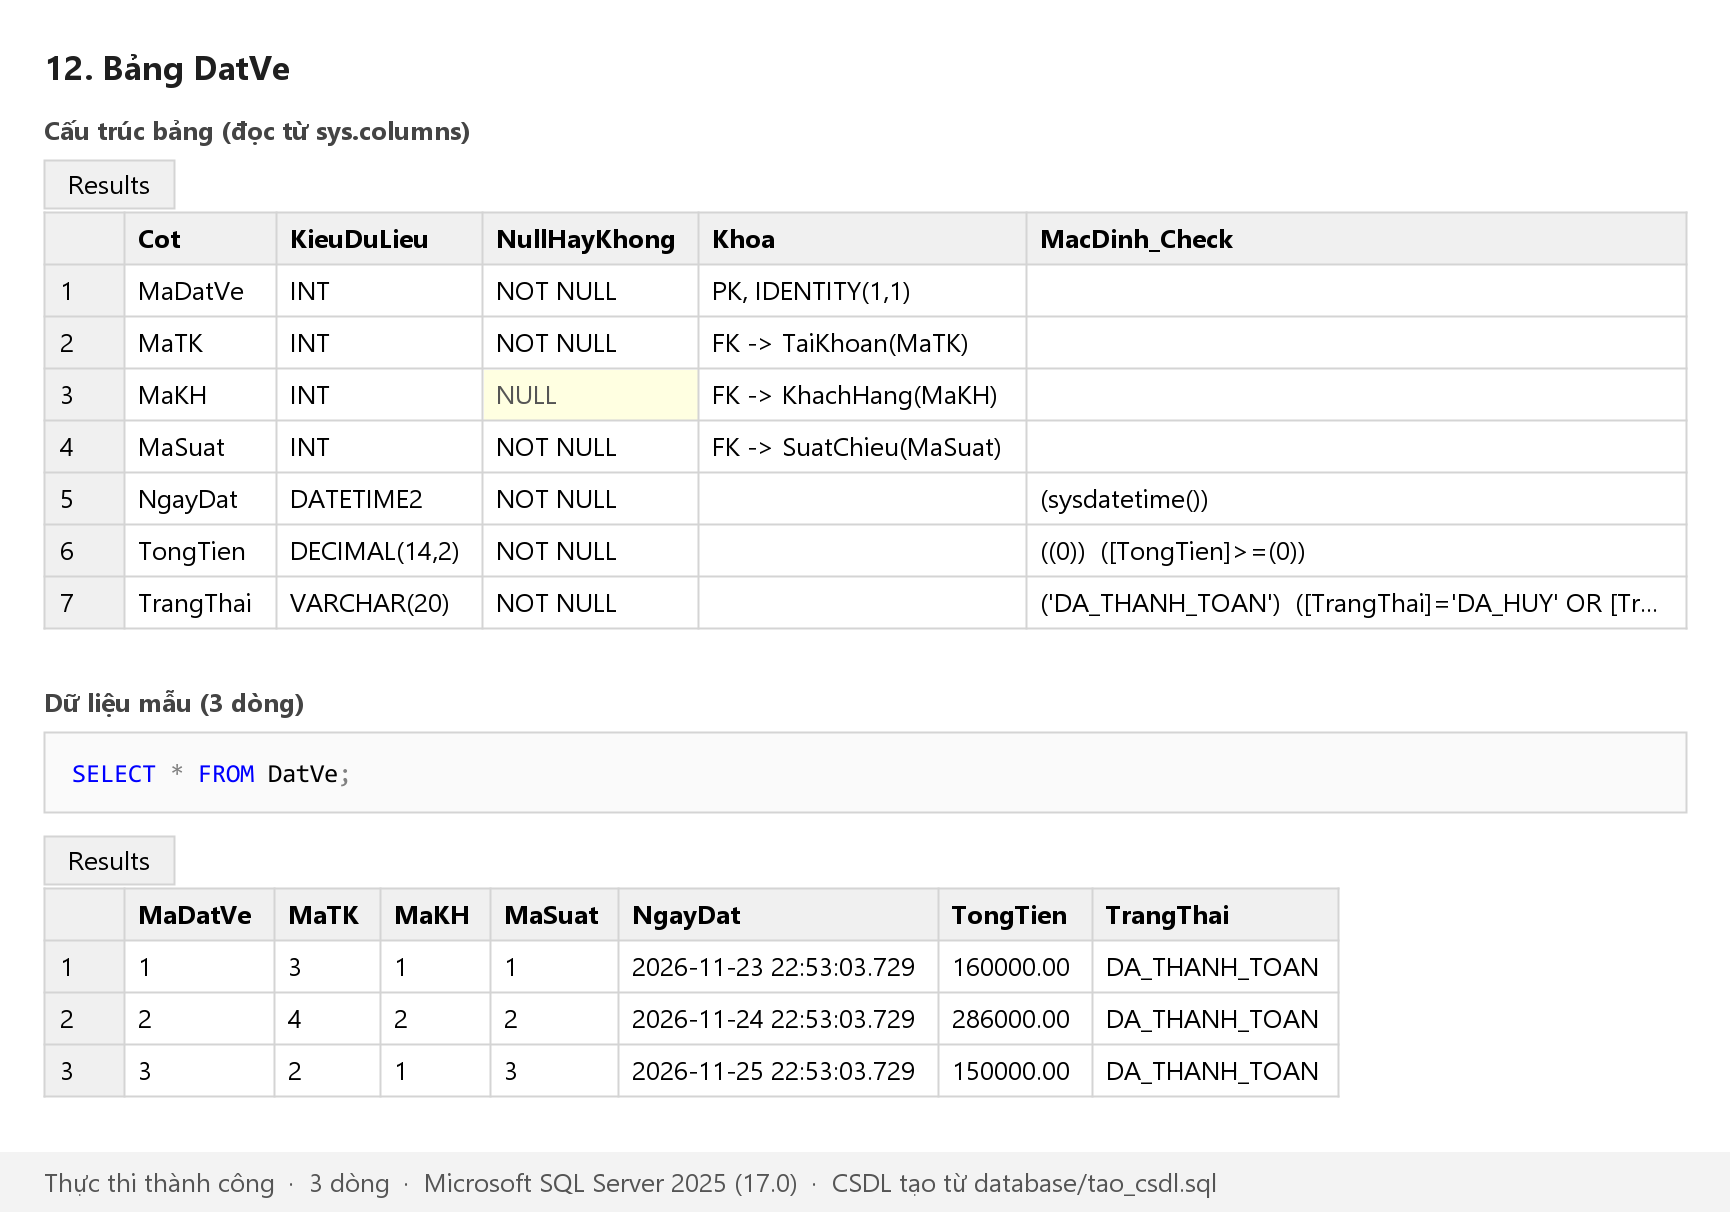 12. Bảng DatVe
Cấu trúc bảng (đọc từ sys.columns)
Results
Cot KieuDuLieu NullHayKhong Khoa MacDinh_Check
1 MaDatVe INT NOT NULL PK, IDENTITY(1,1)
2 MaTK INT NOT NULL FK -> TaiKhoan(MaTK)
3 MaKH INT NULL FK -> KhachHang(MaKH)
4 MaSuat INT NOT NULL FK -> SuatChieu(MaSuat)
5 NgayDat DATETIME2 NOT NULL (sysdatetime())
6 TongTien DECIMAL(14,2) NOT NULL ((0)) ([TongTien]>=(0))
7 TrangThai VARCHAR(20) NOT NULL ('DA_THANH_TOAN') ([TrangThai]='DA_HUY' OR [Tr...
Dữ liệu mẫu (3 dòng)
SELECT * FROM DatVe;
Results
MaDatVe MaTK MaKH MaSuat NgayDat TongTien TrangThai
1 1 3 1 1 2026-11-23 22:53:03.729 160000.00 DA_THANH_TOAN
2 2 4 2 2 2026-11-24 22:53:03.729 286000.00 DA_THANH_TOAN
3 3 2 1 3 2026-11-25 22:53:03.729 150000.00 DA_THANH_TOAN
Thực thi thành công · 3 dòng · Microsoft SQL Server 2025 (17.0) · CSDL tạo từ database/tao_csdl.sql